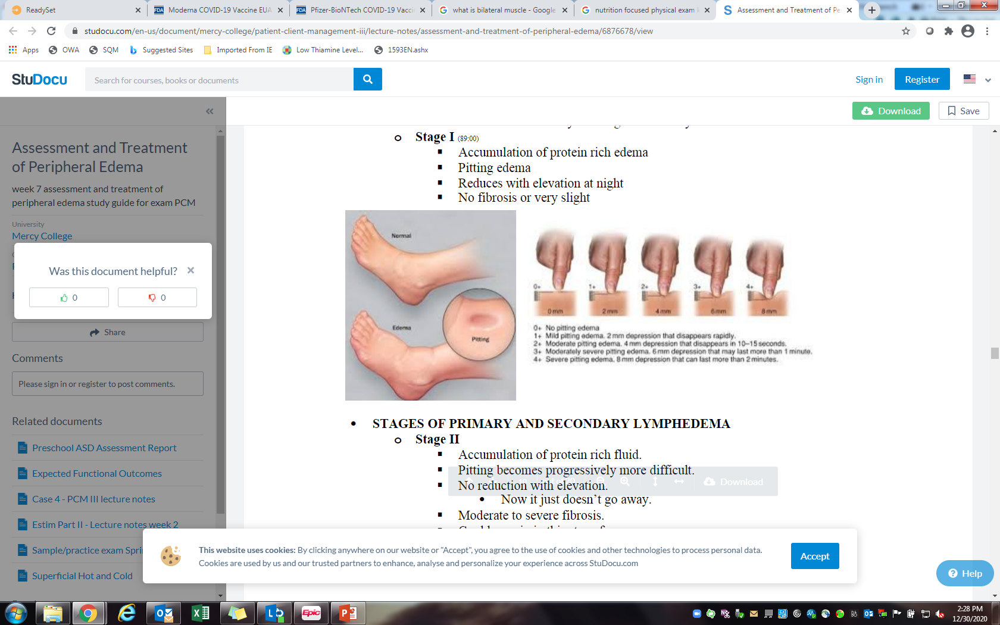 ReadySet
Moderna COVID-19 Vaccine EUA
Pfizer-BioNTech COVID-19 Vacci
what is bilateral muscle - Google
nutrition focused physical exam
Assessment and Treatment of Pe
studocu.com/en-us/document/mercy-college/patient-client-management-iii/lecture-notes/assessment-and-treatment-of-peripheral-edema/6876678/view
Apps OWA SQM Suggested Sites Imported From IE Low Thiamine Level... 1593EN.ashx
StuDocu
Search for courses, books or documents
Sign in
Register
Download
Save
Assessment and Treatment
of Peripheral Edema
week 7 assessment and treatment of
peripheral edema study guide for exam PCM
University
Mercy College
Was this document helpful?
0 0
Share
Comments
Please sign in or register to post comments.
Related documents
Preschool ASD Assessment Report
Expected Functional Outcomes
Case 4 - PCM III lecture notes
Estim Part II - Lecture notes week 2
Sample/practice exam Spri
Superficial Hot and Cold
o Stage I (89:00)
▪ Accumulation of protein rich edema
▪ Pitting edema
▪ Reduces with elevation at night
▪ No fibrosis or very slight
Normal
Edema
Pitting
0+ 1+ 2+ 3+ 4+
0 mm 2 mm 4 mm 6 mm 8 mm
0+ No pitting edema
1+ Mild pitting edema. 2 mm depression that disappears rapidly.
2+ Moderate pitting edema. 4 mm depression that disappears in 10–15 seconds.
3+ Moderately severe pitting edema. 6 mm depression that may last more than 1 minute.
4+ Severe pitting edema. 8 mm depression that can last more than 2 minutes.
• STAGES OF PRIMARY AND SECONDARY LYMPHEDEMA
o Stage II
▪ Accumulation of protein rich fluid.
▪ Pitting becomes progressively more difficult.
▪ No reduction with elevation.
• Now it just doesn't go away.
▪ Moderate to severe fibrosis.
Download
This website uses cookies: By clicking anywhere on our website or "Accept", you agree to the use of cookies and other technologies to process personal data.
Cookies are used by us and our trusted partners to enhance, analyse and personalize your experience across StuDocu.com
Accept
Help
Epic
2:28 PM
12/30/2020